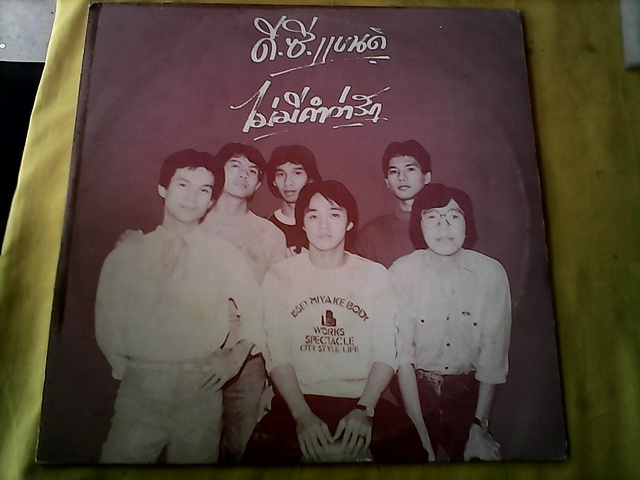 ดี.ซี.แบนด์
ไม่มีคำว่ารัก
ISSEY MIYAKE BODY
WORKS
SPECTACLE
CITY STYLE LIFE